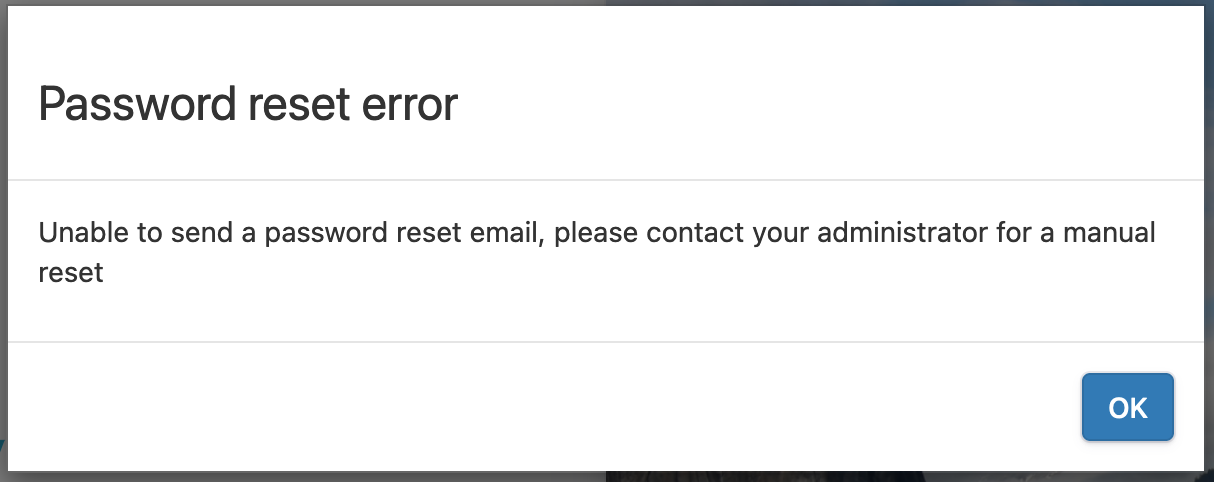 Password reset error
Unable to send a password reset email, please contact your administrator for a manual
reset
OK